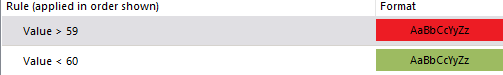 Rule (applied in order shown) Format
Value > 59 AaBbCcYyZz
Value < 60 AaBbCcYyZz